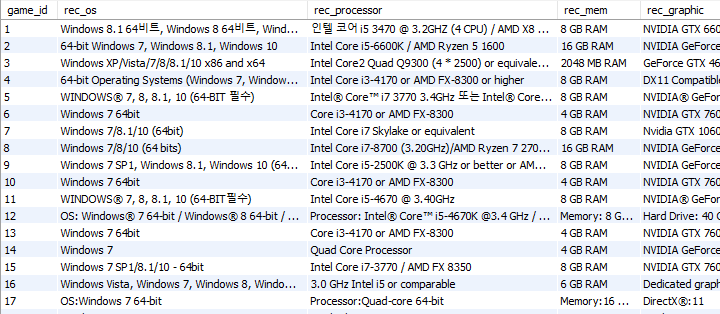 game_id rec_os rec_processor rec_mem rec_graphic
1 Windows 8.1 64비트, Windows 8 64비트, Windo... 인텔 코어 i5 3470 @ 3.2GHZ (4 CPU) / AMD X8 ... 8 GB RAM NVIDIA GTX 660
2 64-bit Windows 7, Windows 8.1, Windows 10 Intel Core i5-6600K / AMD Ryzen 5 1600 16 GB RAM NVIDIA GeForc
3 Windows XP/Vista/7/8/8.1/10 x86 and x64 Intel Core2 Quad Q9300 (4 * 2500) or equivale... 2048 MB RAM GeForce GTX 46
4 64-bit Operating Systems (Windows 7, Windows... Intel Core i3-4170 or AMD FX-8300 or higher 8 GB RAM DX11 Compatible
5 WINDOWS® 7, 8, 8.1, 10 (64-BIT 필수) Intel® Core™ i7 3770 3.4GHz 또는 Intel® Core... 8 GB RAM NVIDIA® GeForc
6 Windows 7 64bit Core i3-4170 or AMD FX-8300 4 GB RAM NVIDIA GTX 760
7 Windows 7/8.1/10 (64bit) Intel Core i7 Skylake or equivalent 8 GB RAM Nvidia GTX 1060
8 Windows 7/8/10 (64 bits) Intel Core i7-8700 (3.20GHz)/AMD Ryzen 7 270... 16 GB RAM NVIDIA GeForce
9 Windows 7 SP1, Windows 8.1, Windows 10 (64... Intel Core i5-2500K @ 3.3 GHz or better or AM... 8 GB RAM NVIDIA GeForce
10 Windows 7 64bit Core i3-4170 or AMD FX-8300 4 GB RAM NVIDIA GTX 760
11 WINDOWS® 7, 8, 8.1, 10 (64-BIT필수) Intel Core i5-4670 @ 3.40GHz 8 GB RAM NVIDIA® GeForc
12 OS: Windows® 7 64-bit / Windows® 8 64-bit / ... Processor: Intel® Core™ i5-4670K @3.4 GHz / ... Memory: 8 G... Hard Drive: 40 G
13 Windows 7 64bit Core i3-4170 or AMD FX-8300 4 GB RAM NVIDIA GTX 760
14 Windows 7 Quad Core Processor 4 GB RAM NVIDIA GeForce
15 Windows 7 SP1/8.1/10 - 64bit Intel Core i7-3770 / AMD FX 8350 8 GB RAM NVIDIA GTX 760
16 Windows Vista, Windows 7, Windows 8, Window... 3.0 GHz Intel i5 or comparable 6 GB RAM Dedicated graph
17 OS:Windows 7 64-bit Processor:Quad-core 64-bit Memory:16 ... DirectX®:11